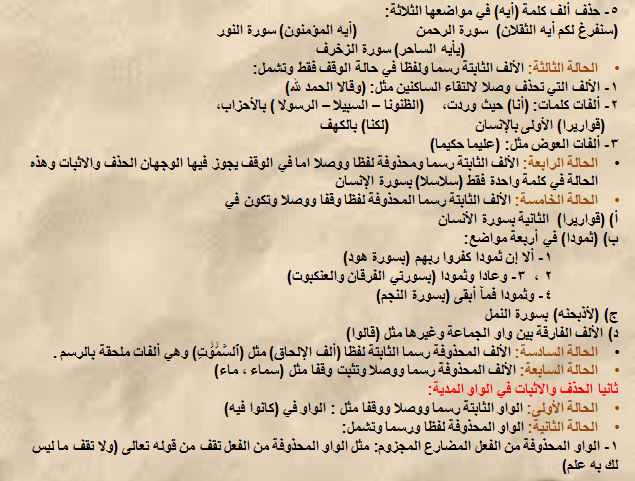 ٥- حذف ألف كلمة (أيه) في مواضعها الثلاثة:
(سنفرغ لكم أيه الثقلان) سورة الرحمن (أيه المؤمنون) سورة النور
(يأيه الساحر) سورة الزخرف
• الحالة الثالثة: الألف الثابتة رسما ولفظا في حالة الوقف فقط وتشمل:
١- الألف التي تحذف وصلا لالتقاء الساكنين مثل: (وقالا الحمد لله)
٢- ألفات كلمات: (أنا) حيث وردت، (الظنونا – السبيلا – الرسولا ) بالأحزاب،
(قواريرا) الأولى بالإنسان (لكنا) بالكهف
٣- ألفات العوض مثل: (عليما حكيما)
• الحالة الرابعة: الألف الثابتة رسما ومحذوفة لفظا ووصلا اما في الوقف يجوز فيها الوجهان الحذف والاثبات وهذه
الحالة في كلمة واحدة فقط (سلاسلا) بسورة الإنسان
• الحالة الخامسة: الألف الثابتة رسما المحذوفة لفظا وقفا ووصلا وتكون في
أ) (قواريرا) الثانية بسورة الأنسان
ب) (ثمودا) في أربعة مواضع:
١- ألا إن ثمودا كفروا ربهم (بسورة هود)
٢ ، ٣- وعادا وثمودا (بسورتي الفرقان والعنكبوت)
٤- وثمودا فمآ أبقى (بسورة النجم)
ج) (لأذبحنه) بسورة النمل
د) الألف الفارقة بين واو الجماعة وغيرها مثل (قالوا)
• الحالة السادسة: الألف المحذوفة رسما الثابتة لفظا (ألف الإلحاق) مثل (ٱلسَّمَٰوَٰتِ) وهي ألفات ملحقة بالرسم .
• الحالة السابعة: الألف المحذوفة رسما ووصلا وتثبت وقفا مثل (سماء ، ماء)
ثانيا الحذف والاثبات في الواو المدية:
• الحالة الأولي: الواو الثابتة رسما ووصلا ووقفا مثل : الواو في (كانوا فيه)
• الحالة الثانية: الواو المحذوفة لفظا ورسما وتشمل:
١- الواو المحذوفة من الفعل المضارع المجزوم: مثل الواو المحذوفة من الفعل تقف من قوله تعالى (ولا تقف ما ليس
لك به علم)